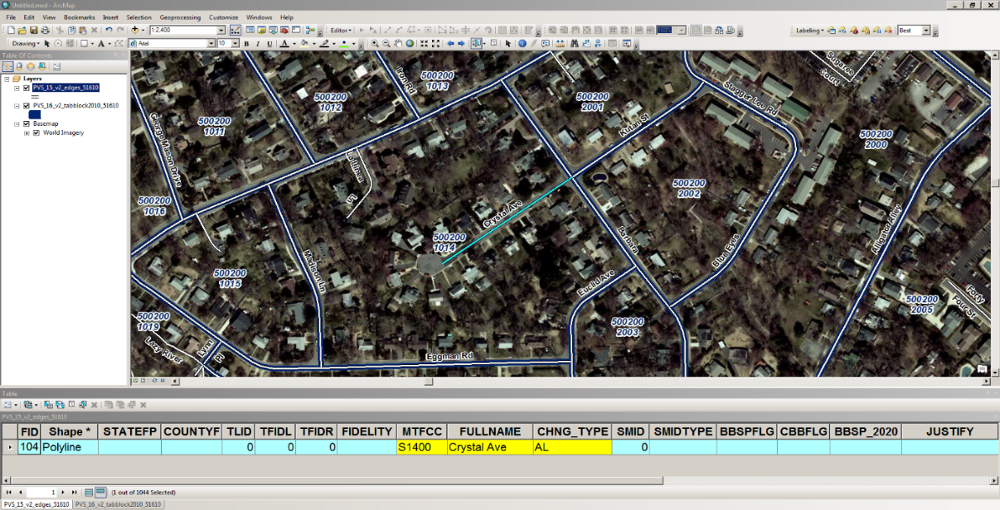 Untitled.mxd - ArcMap
File Edit View Bookmarks Insert Selection Geoprocessing Customize Windows Help
1:2,400 Editor 100% Labeling Best
Drawing Arial 10 B I U A
Table Of Contents
Layers
PVS_15_v2_edges_51610
PVS_16_v2_tabblock2010_51610
Basemap
World Imagery
500200
1013
Iron Rd
500200
1012
500200
2001
Sugaree
Court
Stagger Lee Rd
Kutan St
500200
1011
George Mason Drive
500200
2000
La Linea
Ln
500200
2002
500200
1016
Crystal Ave
500200
1014
Barbara
Blue Eyes
Alligator Alley
Madison Ln
500200
1015
Euclid Ave
Forty
Four St
500200
2005
500200
1019
500200
2003
Lazy River
Lynn
Pl
Eggman Rd
Table
PVS_15_v2_edges_51610
FID Shape * STATEFP COUNTYF TLID TFIDL TFIDR FIDELITY MTFCC FULLNAME CHNG_TYPE SMID SMIDTYPE BBSPFLG CBBFLG BBSP_2020 JUSTIFY
104 Polyline 0 0 0 S1400 Crystal Ave AL 0
1 (1 out of 1044 Selected)
PVS_15_v2_edges_51610 PVS_16_v2_tabblock2010_51610